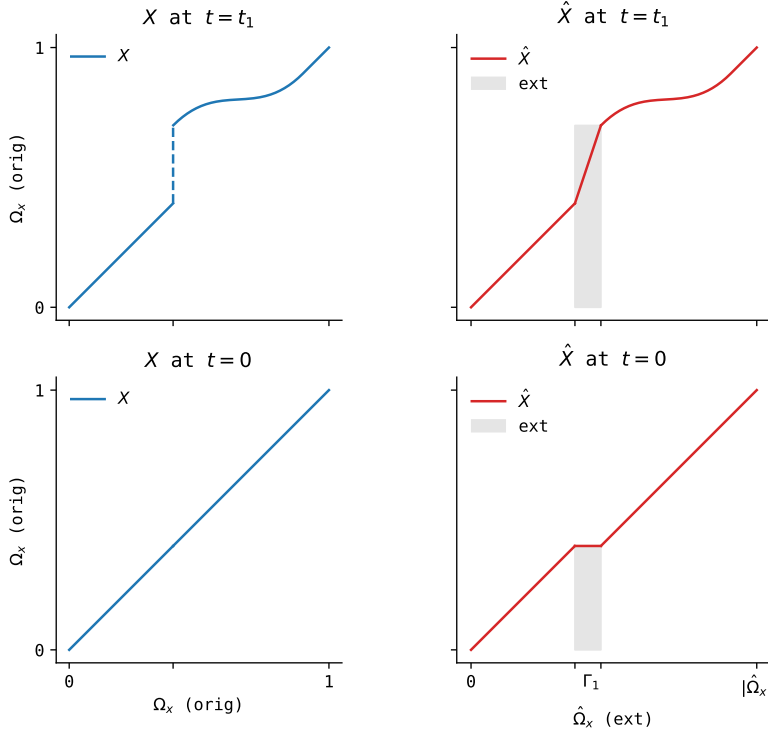 X at t = t₁
X̂ at t = t₁
1
X
X̂
ext
Ωₓ (orig)
0
X at t = 0
X̂ at t = 0
1
X
X̂
ext
Ωₓ (orig)
0
0
1
0
Γ₁
|Ω̂ₓ
Ωₓ (orig)
Ω̂ₓ (ext)